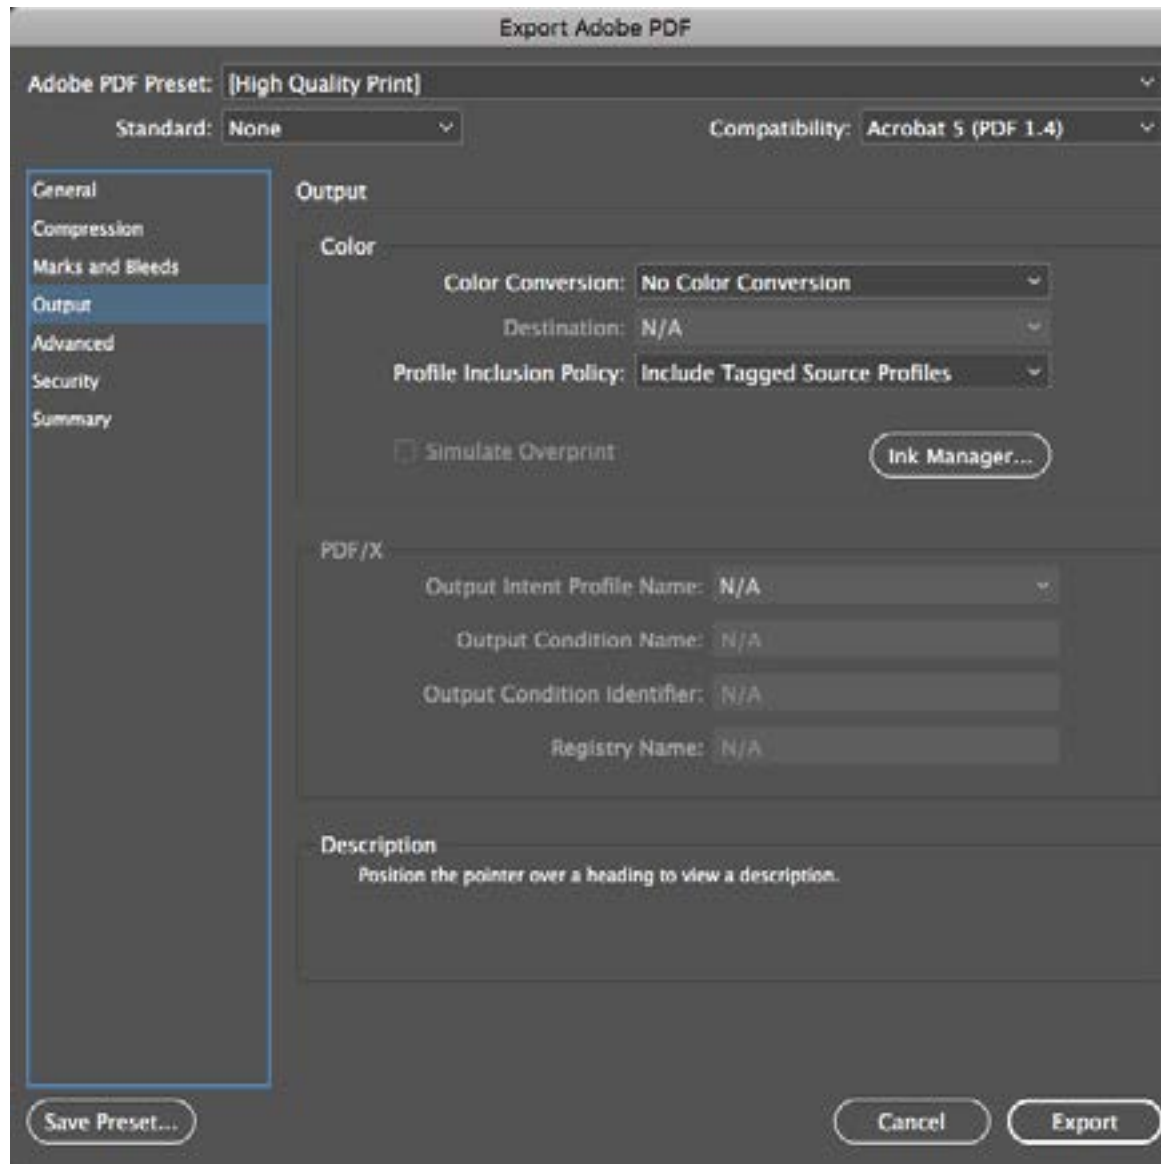 Export Adobe PDF
Adobe PDF Preset: [High Quality Print]
Standard: None Compatibility: Acrobat 5 (PDF 1.4)
General
Compression
Marks and Bleeds
Output
Advanced
Security
Summary
Output
Color
Color Conversion: No Color Conversion
Destination: N/A
Profile Inclusion Policy: Include Tagged Source Profiles
Simulate Overprint
Ink Manager...
PDF/X
Output Intent Profile Name: N/A
Output Condition Name: N/A
Output Condition Identifier: N/A
Registry Name: N/A
Description
Position the pointer over a heading to view a description.
Save Preset... Cancel Export